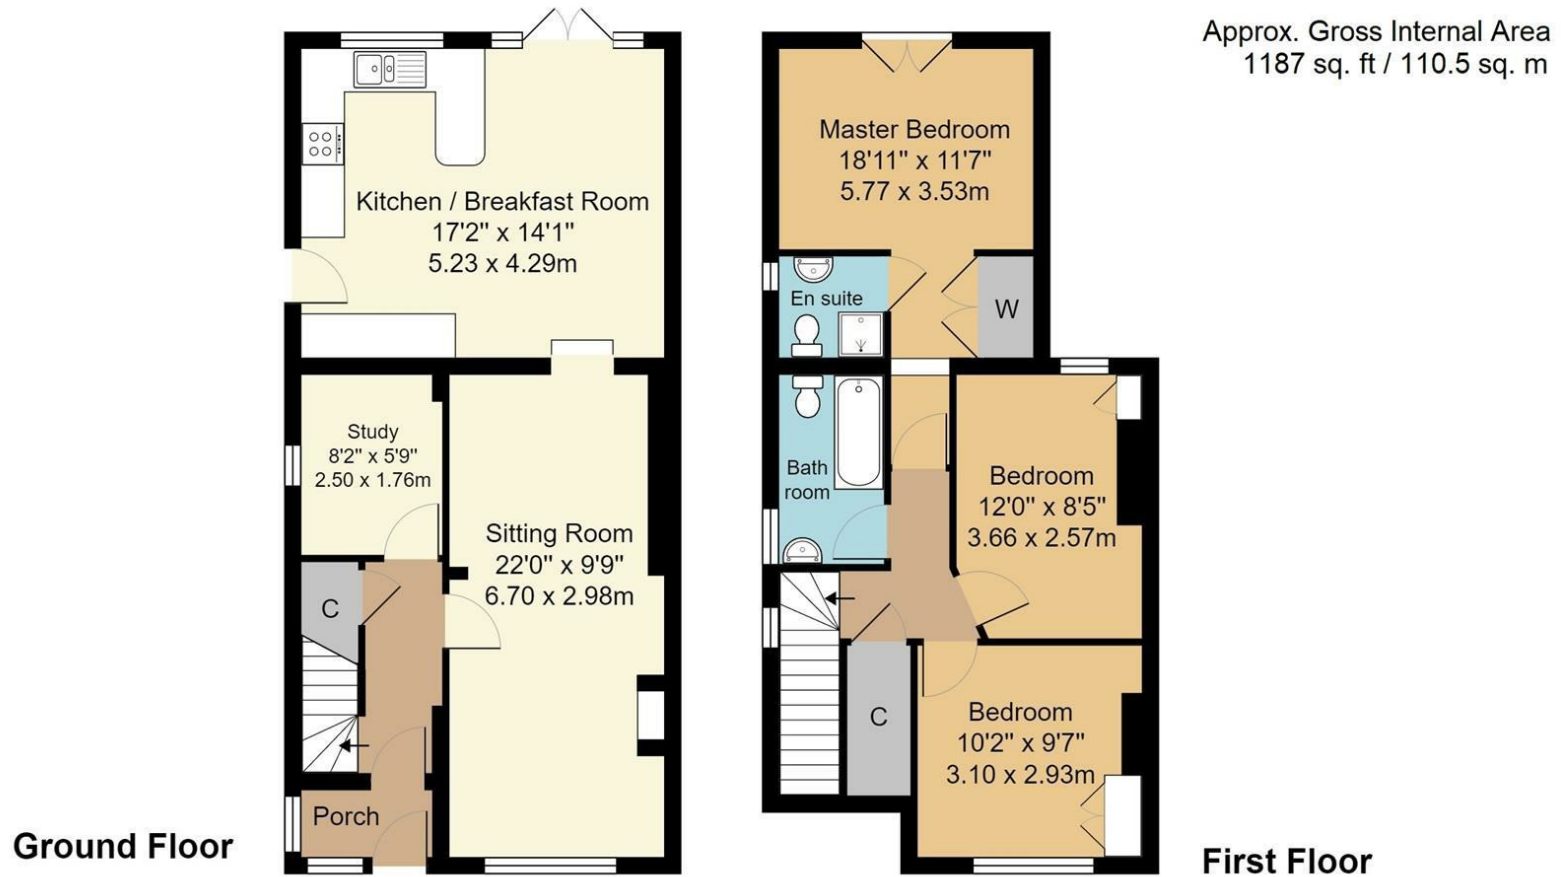 Approx. Gross Internal Area
1187 sq. ft / 110.5 sq. m
Kitchen / Breakfast Room
17'2" x 14'1"
5.23 x 4.29m
Study
8'2" x 5'9"
2.50 x 1.76m
Sitting Room
22'0" x 9'9"
6.70 x 2.98m
C
Porch
Ground Floor
Master Bedroom
18'11" x 11'7"
5.77 x 3.53m
En suite
W
Bath
room
Bedroom
12'0" x 8'5"
3.66 x 2.57m
C
Bedroom
10'2" x 9'7"
3.10 x 2.93m
First Floor